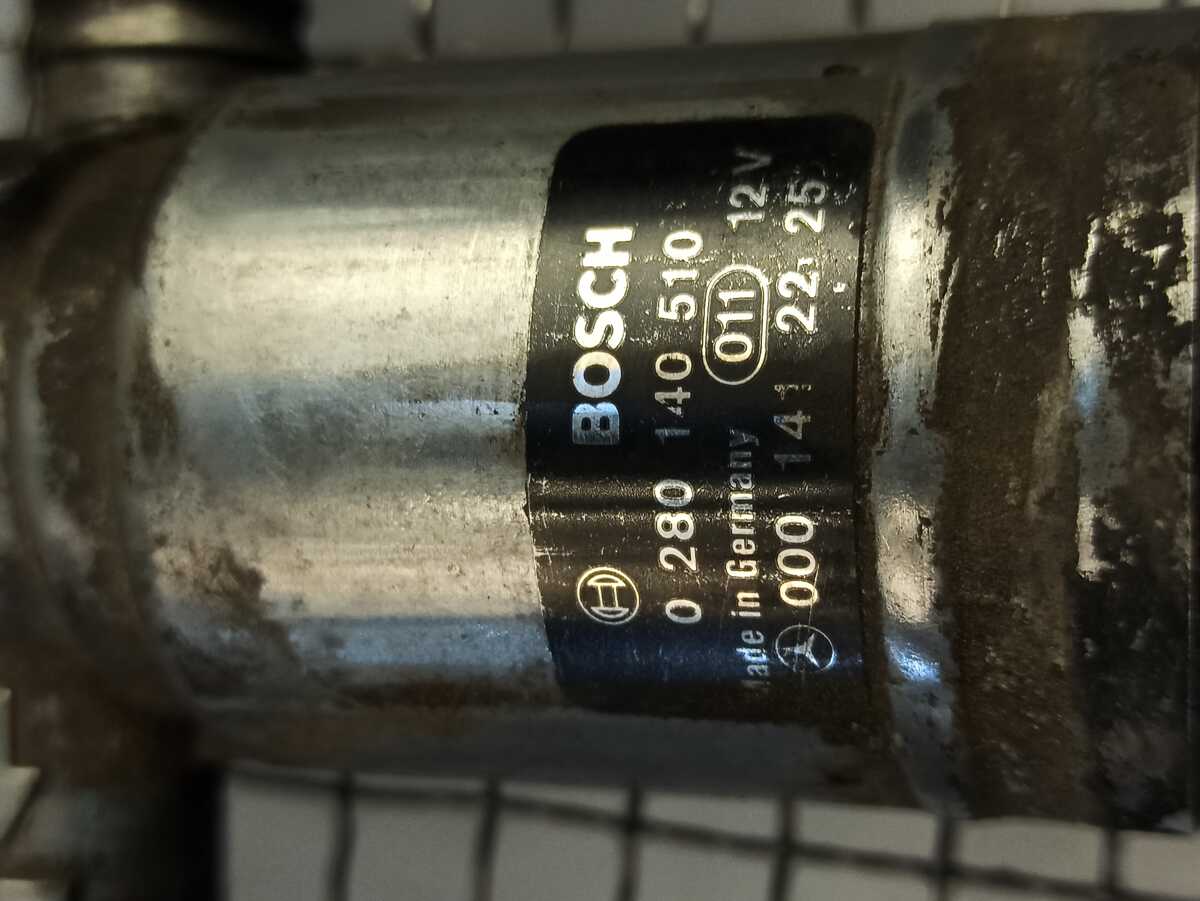 BOSCH
0 280 140 510
011 12 V
Made in Germany
000 141 22 25